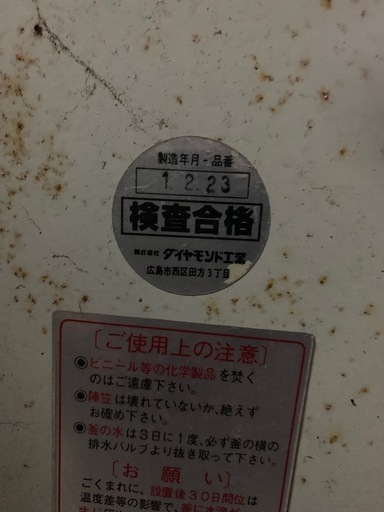 製造年月-品番
1 2.23
検査合格
株式会社 ダイヤモンド工業
広島市西区田方3丁目
〔ご使用上の注意〕
◉ビニール等の化学製品を焚く
のはご遠慮下さい。
◉陣笠は壊れていないか、絶えず
お確め下さい。
◉釜の水は3日に1度、必ず釜の横の
排水バルブより抜き取って下さい。
〔お願い〕
ごくまれに、設置後30日間位は
温度差等の影響で、釜に水滴が